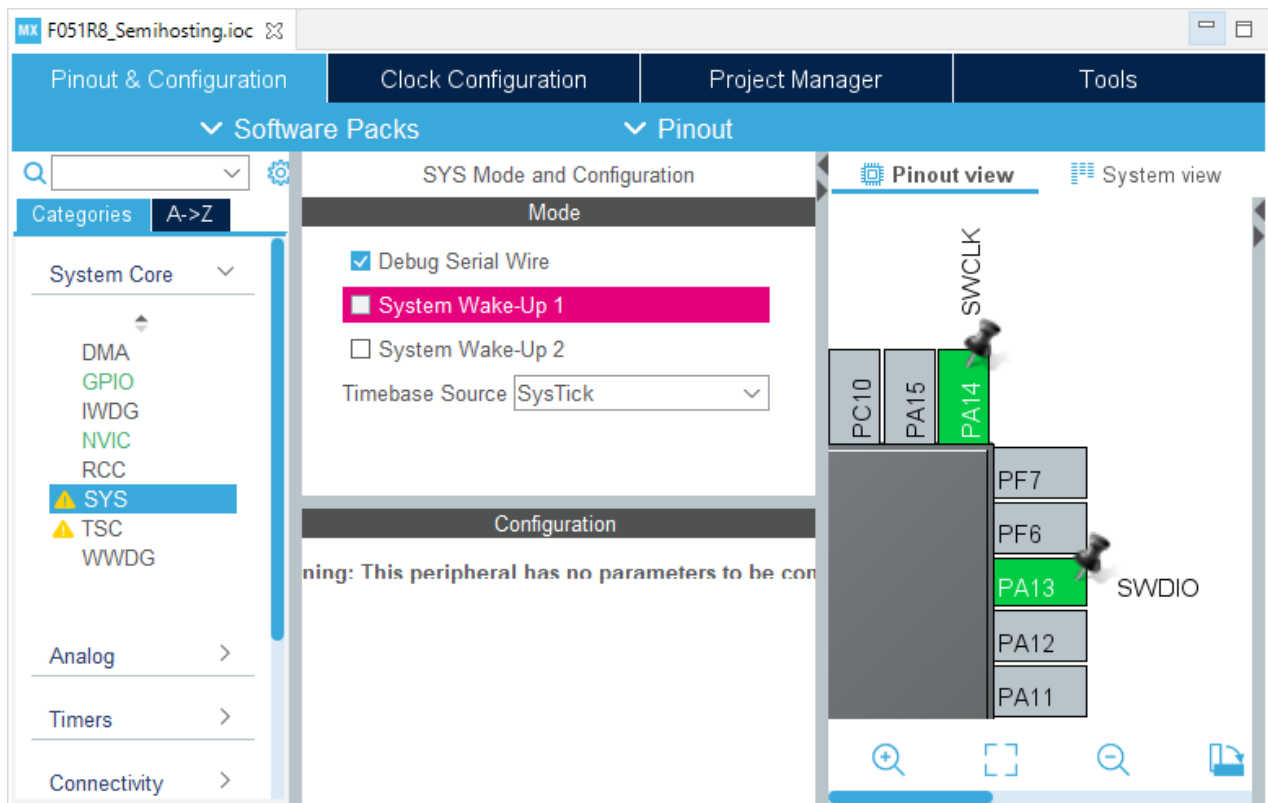 MX F051R8_Semihosting.ioc
Pinout & Configuration
Clock Configuration
Project Manager
Tools
Software Packs
Pinout
Categories
A->Z
System Core
DMA
GPIO
IWDG
NVIC
RCC
SYS
TSC
WWDG
Analog
Timers
Connectivity
SYS Mode and Configuration
Mode
Debug Serial Wire
System Wake-Up 1
System Wake-Up 2
Timebase Source SysTick
Configuration
ning: This peripheral has no parameters to be con
Pinout view
System view
SWCLK
PC10
PA15
PA14
PF7
PF6
PA13
SWDIO
PA12
PA11